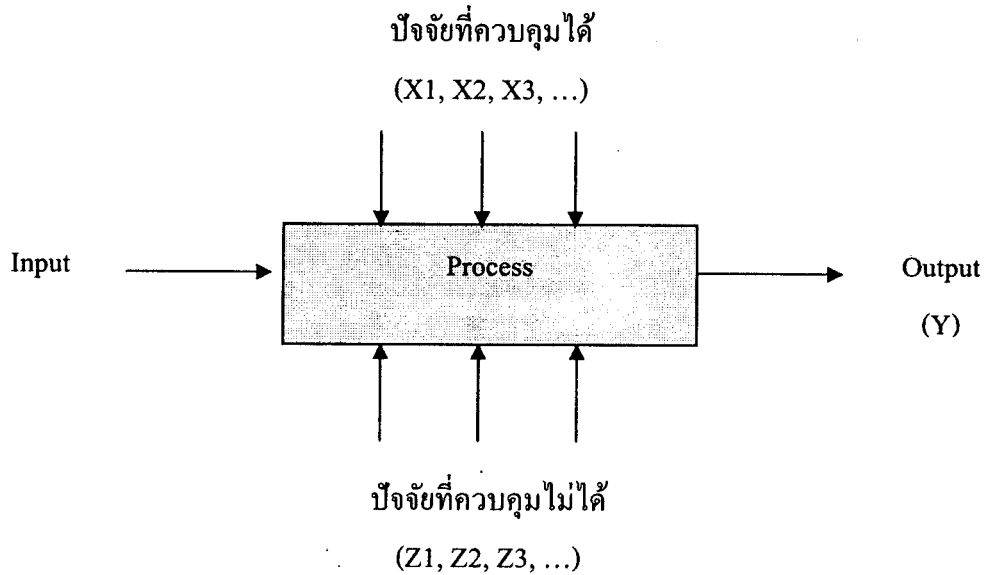 ปัจจัยที่ควบคุมได้
(X1, X2, X3, ...)
Input
Process
Output
(Y)
ปัจจัยที่ควบคุมไม่ได้
(Z1, Z2, Z3, ...)